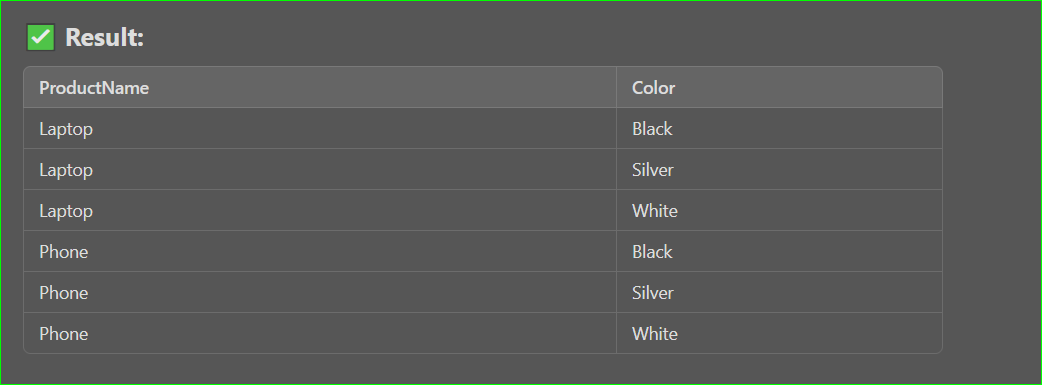 ✅ Result:
ProductName Color
Laptop Black
Laptop Silver
Laptop White
Phone Black
Phone Silver
Phone White